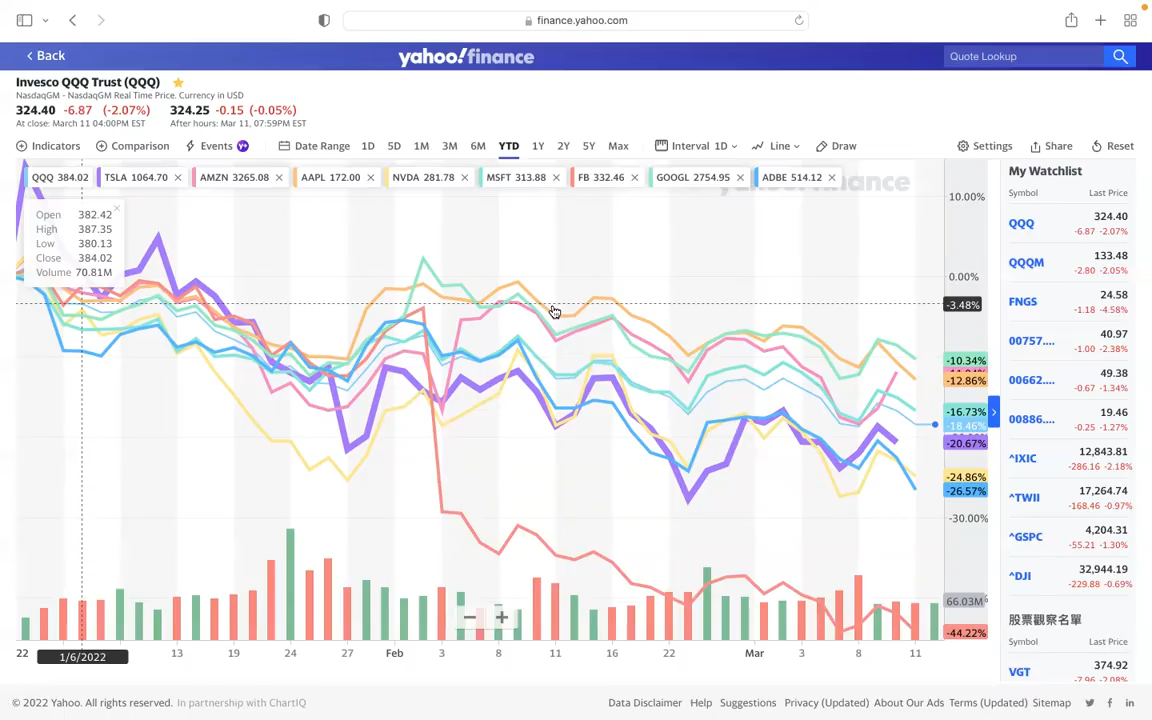 finance.yahoo.com
Back
yahoo!finance
Quote Lookup
Invesco QQQ Trust (QQQ)
NasdaqGM - NasdaqGM Real Time Price. Currency in USD
324.40 -6.87 (-2.07%) 324.25 -0.15 (-0.05%)
At close: March 11 04:00PM EST After hours: Mar 11, 07:59PM EST
Indicators Comparison Events Y+ Date Range 1D 5D 1M 3M 6M YTD 1Y 2Y 5Y Max Interval 1D Line Draw Settings Share Reset
QQQ 384.02 TSLA 1064.70 AMZN 3265.08 AAPL 172.00 NVDA 281.78 MSFT 313.88 FB 332.46 GOOGL 2754.95 ADBE 514.12
Open 382.42
High 387.35
Low 380.13
Close 384.02
Volume 70.81M
10.00%
0.00%
-3.48%
-10.34%
-12.86%
-16.73%
-18.46%
-20.67%
-24.86%
-26.57%
-30.00%
66.03M
-44.22%
22 1/6/2022 13 19 24 27 Feb 3 8 11 16 22 Mar 3 8 11
My Watchlist
Symbol Last Price
QQQ 324.40
-6.87 -2.07%
QQQM 133.48
-2.80 -2.05%
FNGS 24.58
-1.18 -4.58%
00757.... 40.97
-1.00 -2.38%
00662.... 49.38
-0.67 -1.34%
00886.... 19.46
-0.25 -1.27%
^IXIC 12,843.81
-286.16 -2.18%
^TWII 17,264.74
-168.46 -0.97%
^GSPC 4,204.31
-55.21 -1.30%
^DJI 32,944.19
-229.88 -0.69%
股票觀察名單
Symbol Last Price
VGT 374.92
-7.96 -2.08%
© 2022 Yahoo. All rights reserved. In partnership with ChartIQ
Data Disclaimer Help Suggestions Privacy (Updated) About Our Ads Terms (Updated) Sitemap